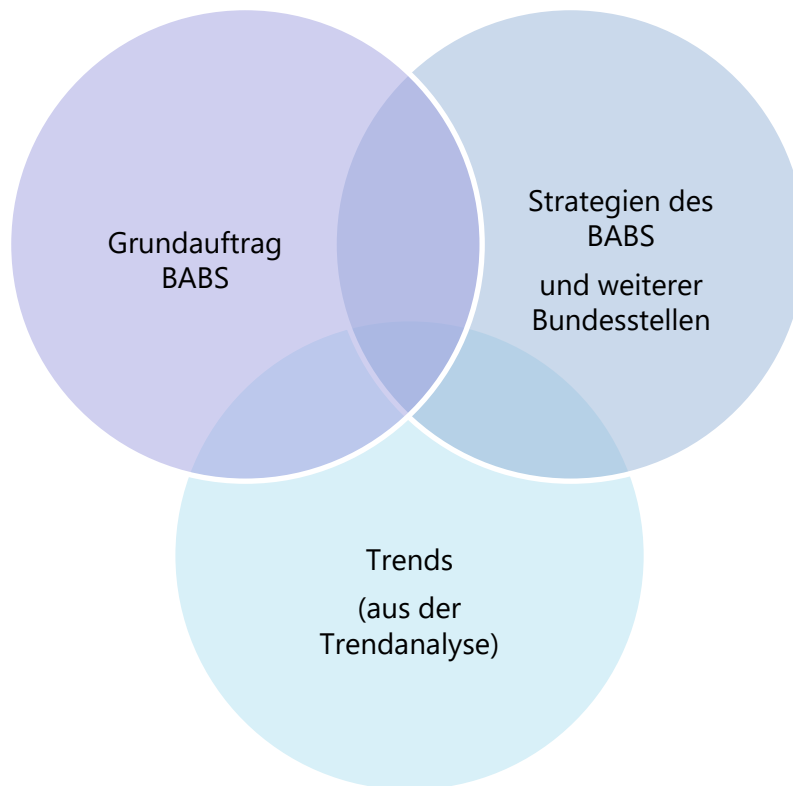 Grundauftrag
BABS
Strategien des
BABS
und weiterer
Bundesstellen
Trends
(aus der
Trendanalyse)